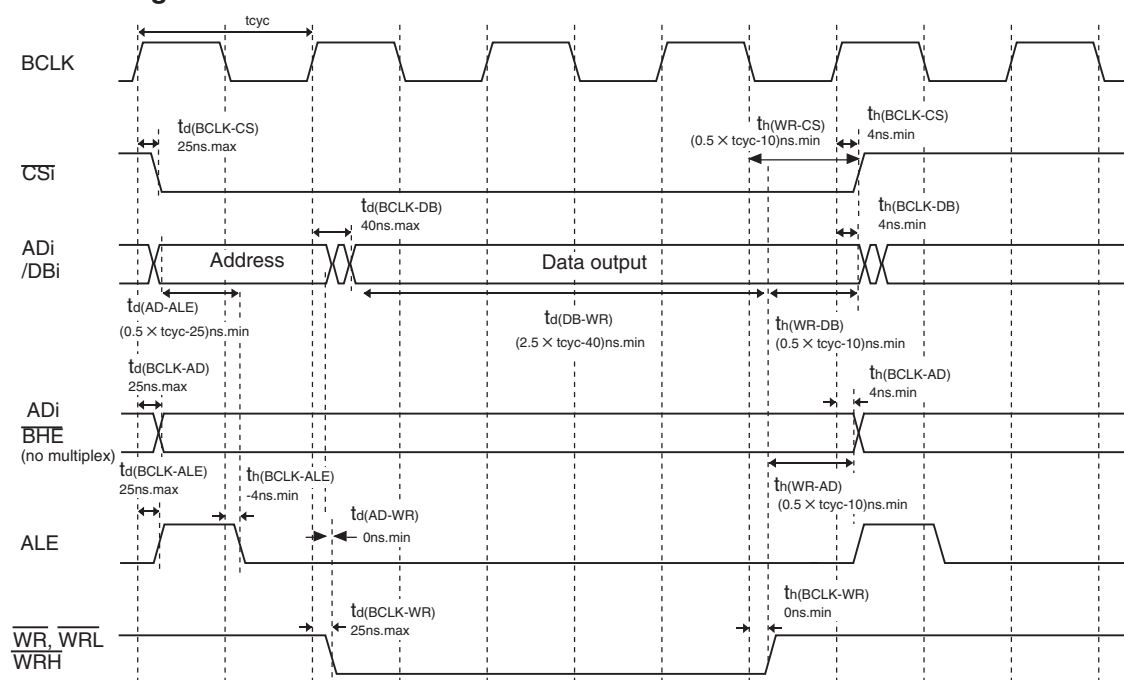 tcyc
BCLK
td(BCLK-CS)
25ns.max
th(WR-CS)
(0.5 × tcyc-10)ns.min
th(BCLK-CS)
4ns.min
CSi
td(BCLK-DB)
40ns.max
th(BCLK-DB)
4ns.min
ADi
/DBi
Address
Data output
td(AD-ALE)
(0.5 × tcyc-25)ns.min
td(DB-WR)
(2.5 × tcyc-40)ns.min
th(WR-DB)
(0.5 × tcyc-10)ns.min
td(BCLK-AD)
25ns.max
th(BCLK-AD)
4ns.min
ADi
BHE
(no multiplex)
td(BCLK-ALE)
25ns.max
th(BCLK-ALE)
-4ns.min
th(WR-AD)
(0.5 × tcyc-10)ns.min
td(AD-WR)
0ns.min
ALE
td(BCLK-WR)
25ns.max
th(BCLK-WR)
0ns.min
WR, WRL
WRH